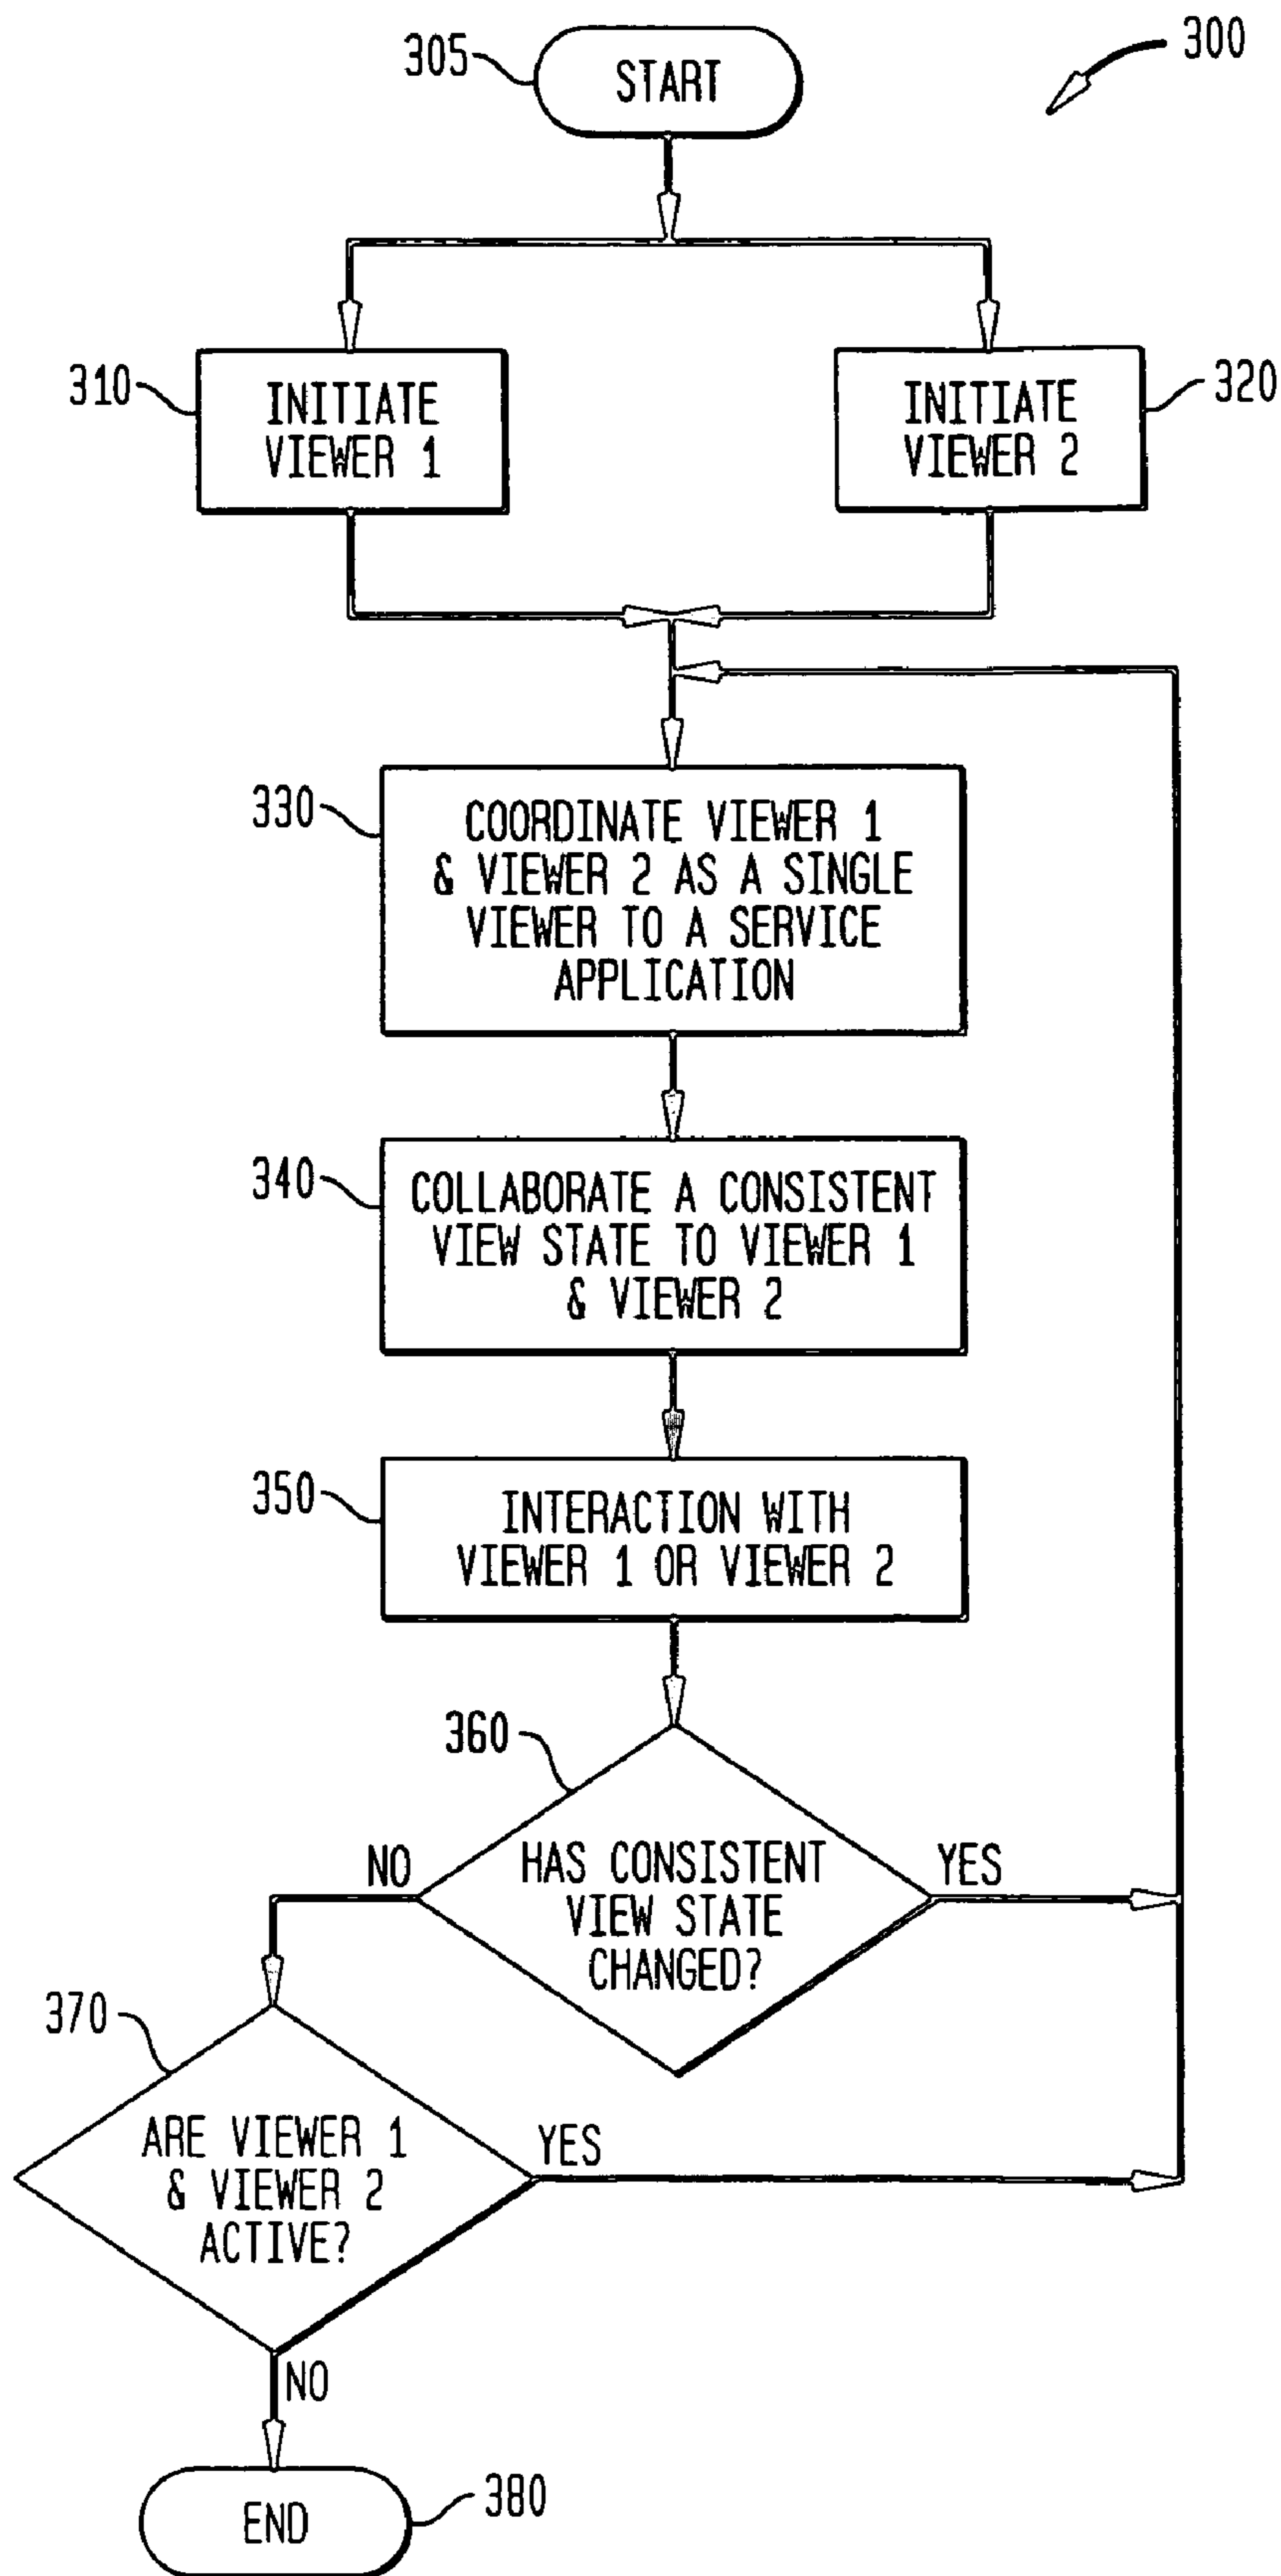 305
START
300
310
INITIATE
VIEWER 1
INITIATE
VIEWER 2
320
330
COORDINATE VIEWER 1
& VIEWER 2 AS A SINGLE
VIEWER TO A SERVICE
APPLICATION
340
COLLABORATE A CONSISTENT
VIEW STATE TO VIEWER 1
& VIEWER 2
350
INTERACTION WITH
VIEWER 1 OR VIEWER 2
360
NO
HAS CONSISTENT
VIEW STATE
CHANGED?
YES
370
ARE VIEWER 1
& VIEWER 2
ACTIVE?
YES
NO
END
380